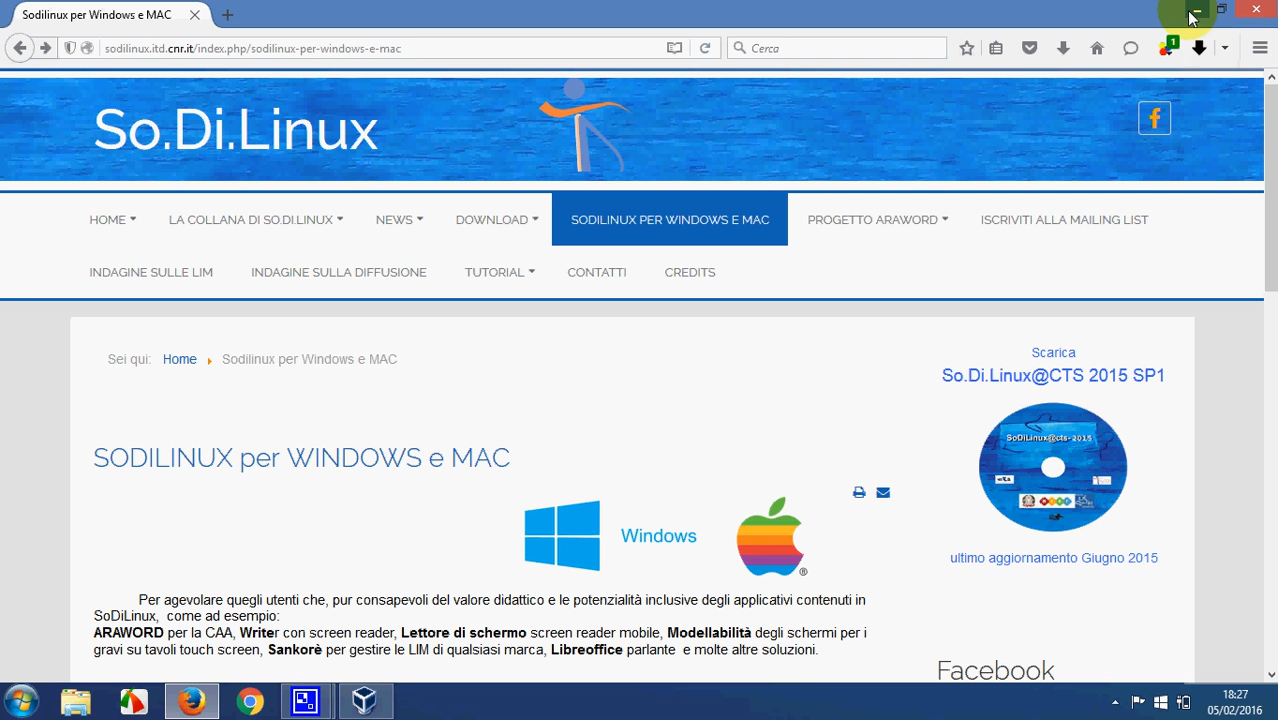 Sodilinux per Windows e MAC
sodilinux.itd.cnr.it/index.php/sodilinux-per-windows-e-mac
Cerca
1
So.Di.Linux
HOME
LA COLLANA DI SO.DI.LINUX
NEWS
DOWNLOAD
SODILINUX PER WINDOWS E MAC
PROGETTO ARAWORD
ISCRIVITI ALLA MAILING LIST
INDAGINE SULLE LIM
INDAGINE SULLA DIFFUSIONE
TUTORIAL
CONTATTI
CREDITS
Sei qui: Home Sodilinux per Windows e MAC
SODILINUX per WINDOWS e MAC
Windows
®
Per agevolare quegli utenti che, pur consapevoli del valore didattico e le potenzialità inclusive degli applicativi contenuti in
SoDiLinux, come ad esempio:
ARAWORD per la CAA, Writer con screen reader, Lettore di schermo screen reader mobile, Modellabilità degli schermi per i
gravi su tavoli touch screen, Sankorè per gestire le LIM di qualsiasi marca, Libreoffice parlante e molte altre soluzioni.
Scarica
So.Di.Linux@CTS 2015 SP1
SoDiLinux@cts-2015
ultimo aggiornamento Giugno 2015
Facebook
18:27
05/02/2016